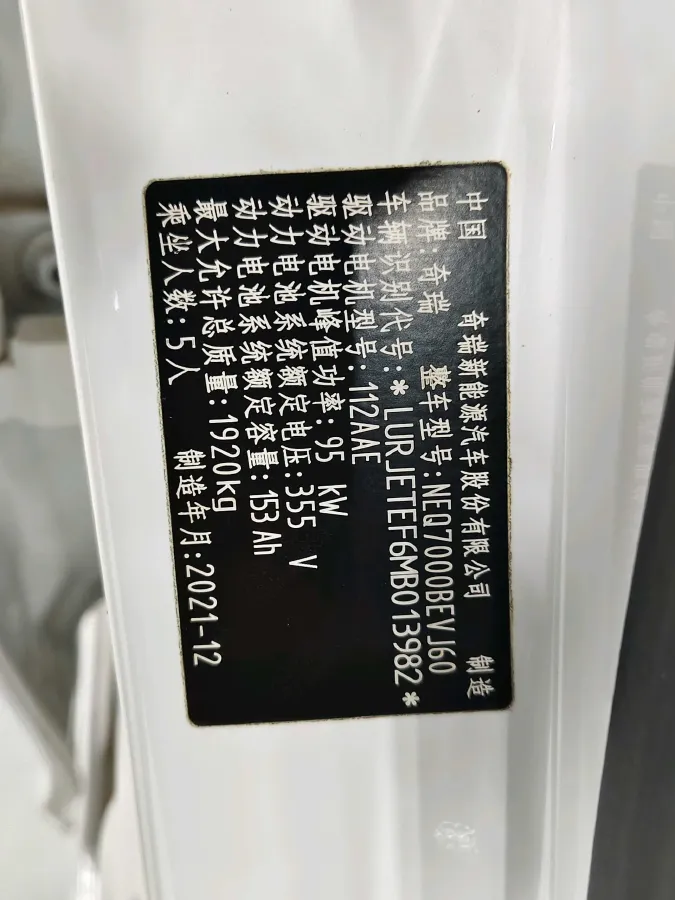 中国 奇瑞新能源汽车股份有限公司 制造
品牌:奇瑞 整车型号:NEQ7000BEVJ60
车辆识别代号:*LURJETEF6MB013982*
驱动电机型号:112AAE
驱动电机峰值功率:95 kW
动力电池系统额定电压:355 V
动力电池系统额定容量:153 Ah
最大允许总质量:1920kg
乘坐人数:5人 制造年月:2021-12